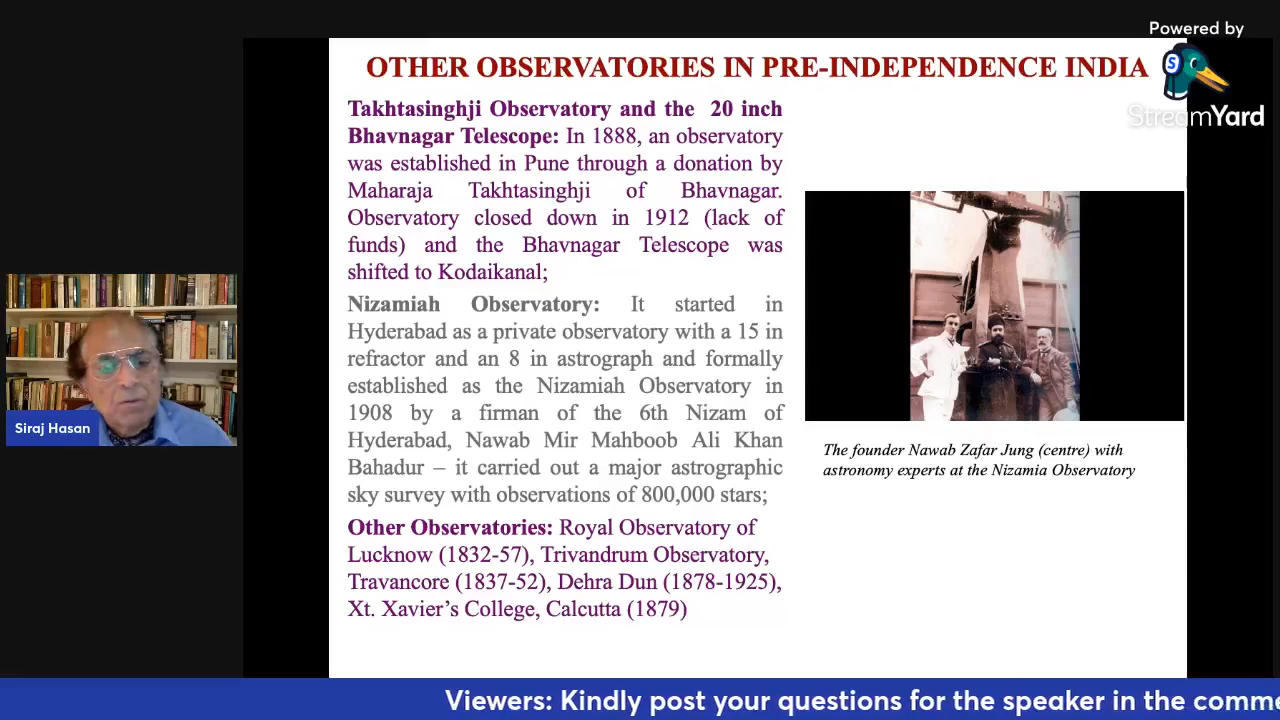 Powered by
StreamYard
OTHER OBSERVATORIES IN PRE-INDEPENDENCE INDIA
Takhtasinghji Observatory and the 20 inch
Bhavnagar Telescope: In 1888, an observatory
was established in Pune through a donation by
Maharaja Takhtasinghji of Bhavnagar.
Observatory closed down in 1912 (lack of
funds) and the Bhavnagar Telescope was
shifted to Kodaikanal;
Nizamiah Observatory: It started in
Hyderabad as a private observatory with a 15 in
refractor and an 8 in astrograph and formally
established as the Nizamiah Observatory in
1908 by a firman of the 6th Nizam of
Hyderabad, Nawab Mir Mahboob Ali Khan
Bahadur – it carried out a major astrographic
sky survey with observations of 800,000 stars;
Other Observatories: Royal Observatory of
Lucknow (1832-57), Trivandrum Observatory,
Travancore (1837-52), Dehra Dun (1878-1925),
Xt. Xavier's College, Calcutta (1879)
The founder Nawab Zafar Jung (centre) with
astronomy experts at the Nizamia Observatory
Siraj Hasan
Viewers: Kindly post your questions for the speaker in the comme